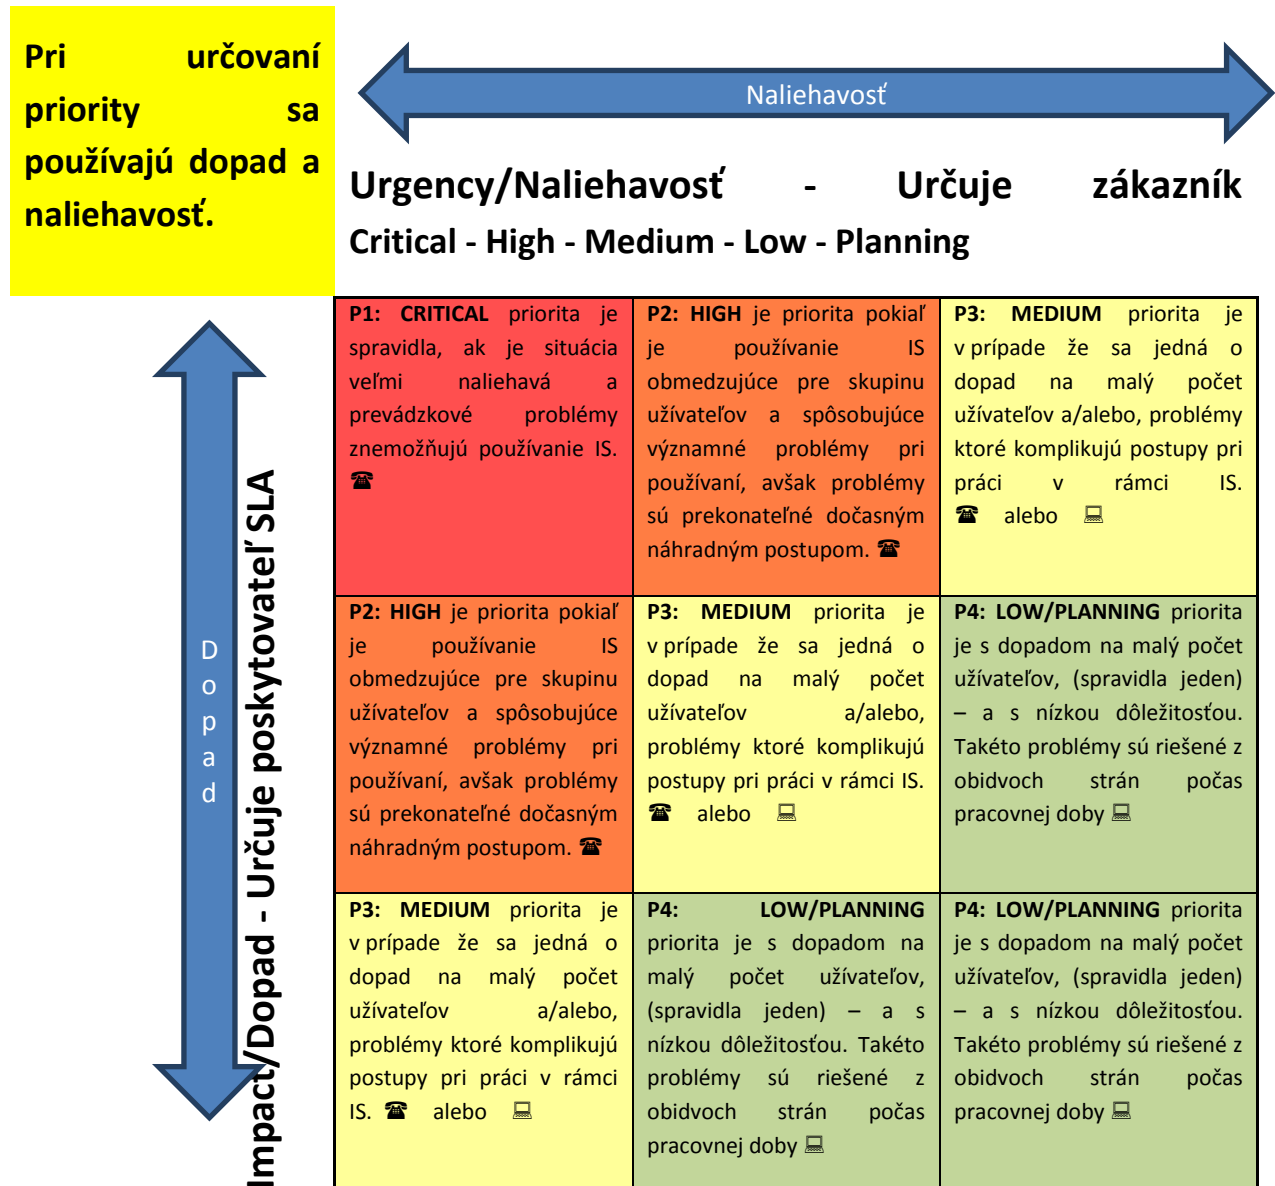 Pri určovaní
priority sa
používajú dopad a
naliehavosť.
Naliehavosť
Urgency/Naliehavosť - Určuje zákazník
Critical - High - Medium - Low - Planning
Dopad
Impact/Dopad - Určuje poskytovateľ SLA
P1: CRITICAL priorita je
spravidla, ak je situácia
veľmi naliehavá a
prevádzkové problémy
znemožňujú používanie IS.
☎
P2: HIGH je priorita pokiaľ
je používanie IS
obmedzujúce pre skupinu
užívateľov a spôsobujúce
významné problémy pri
používaní, avšak problémy
sú prekonateľné dočasným
náhradným postupom. ☎
P3: MEDIUM priorita je
v prípade že sa jedná o
dopad na malý počet
užívateľov a/alebo, problémy
ktoré komplikujú postupy pri
práci v rámci IS.
☎ alebo 💻
P2: HIGH je priorita pokiaľ
je používanie IS
obmedzujúce pre skupinu
užívateľov a spôsobujúce
významné problémy pri
používaní, avšak problémy
sú prekonateľné dočasným
náhradným postupom. ☎
P3: MEDIUM priorita je
v prípade že sa jedná o
dopad na malý počet
užívateľov a/alebo,
problémy ktoré komplikujú
postupy pri práci v rámci IS.
☎ alebo 💻
P4: LOW/PLANNING priorita
je s dopadom na malý počet
užívateľov, (spravidla jeden)
– a s nízkou dôležitosťou.
Takéto problémy sú riešené z
obidvoch strán počas
pracovnej doby 💻
P3: MEDIUM priorita je
v prípade že sa jedná o
dopad na malý počet
užívateľov a/alebo,
problémy ktoré komplikujú
postupy pri práci v rámci
IS. ☎ alebo 💻
P4: LOW/PLANNING
priorita je s dopadom na
malý počet užívateľov,
(spravidla jeden) – a s
nízkou dôležitosťou. Takéto
problémy sú riešené z
obidvoch strán počas
pracovnej doby 💻
P4: LOW/PLANNING priorita
je s dopadom na malý počet
užívateľov, (spravidla jeden)
– a s nízkou dôležitosťou.
Takéto problémy sú riešené z
obidvoch strán počas
pracovnej doby 💻